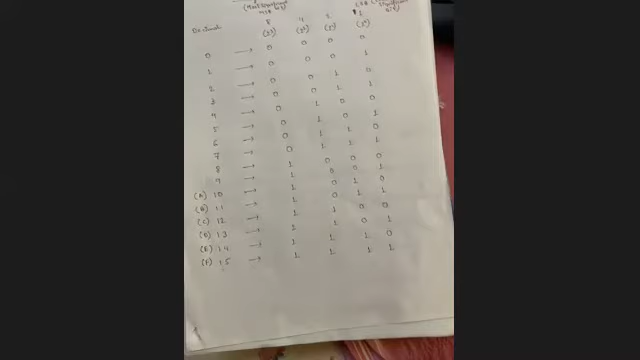 (Most Significant
8 4 2 1
Decimal (2³) (2²) (2¹) (2⁰)
0 → 0 0 0 0
1 → 0 0 0 1
2 → 0 0 1 0
3 → 0 0 1 1
4 → 0 1 0 0
5 → 0 1 0 1
6 → 0 1 1 0
7 → 0 1 1 1
8 → 1 0 0 0
9 → 1 0 0 1
(A) 10 → 1 0 1 0
(B) 11 → 1 0 1 1
(C) 12 → 1 1 0 0
(D) 13 → 1 1 0 1
(E) 14 → 1 1 1 0
(F) 15 → 1 1 1 1